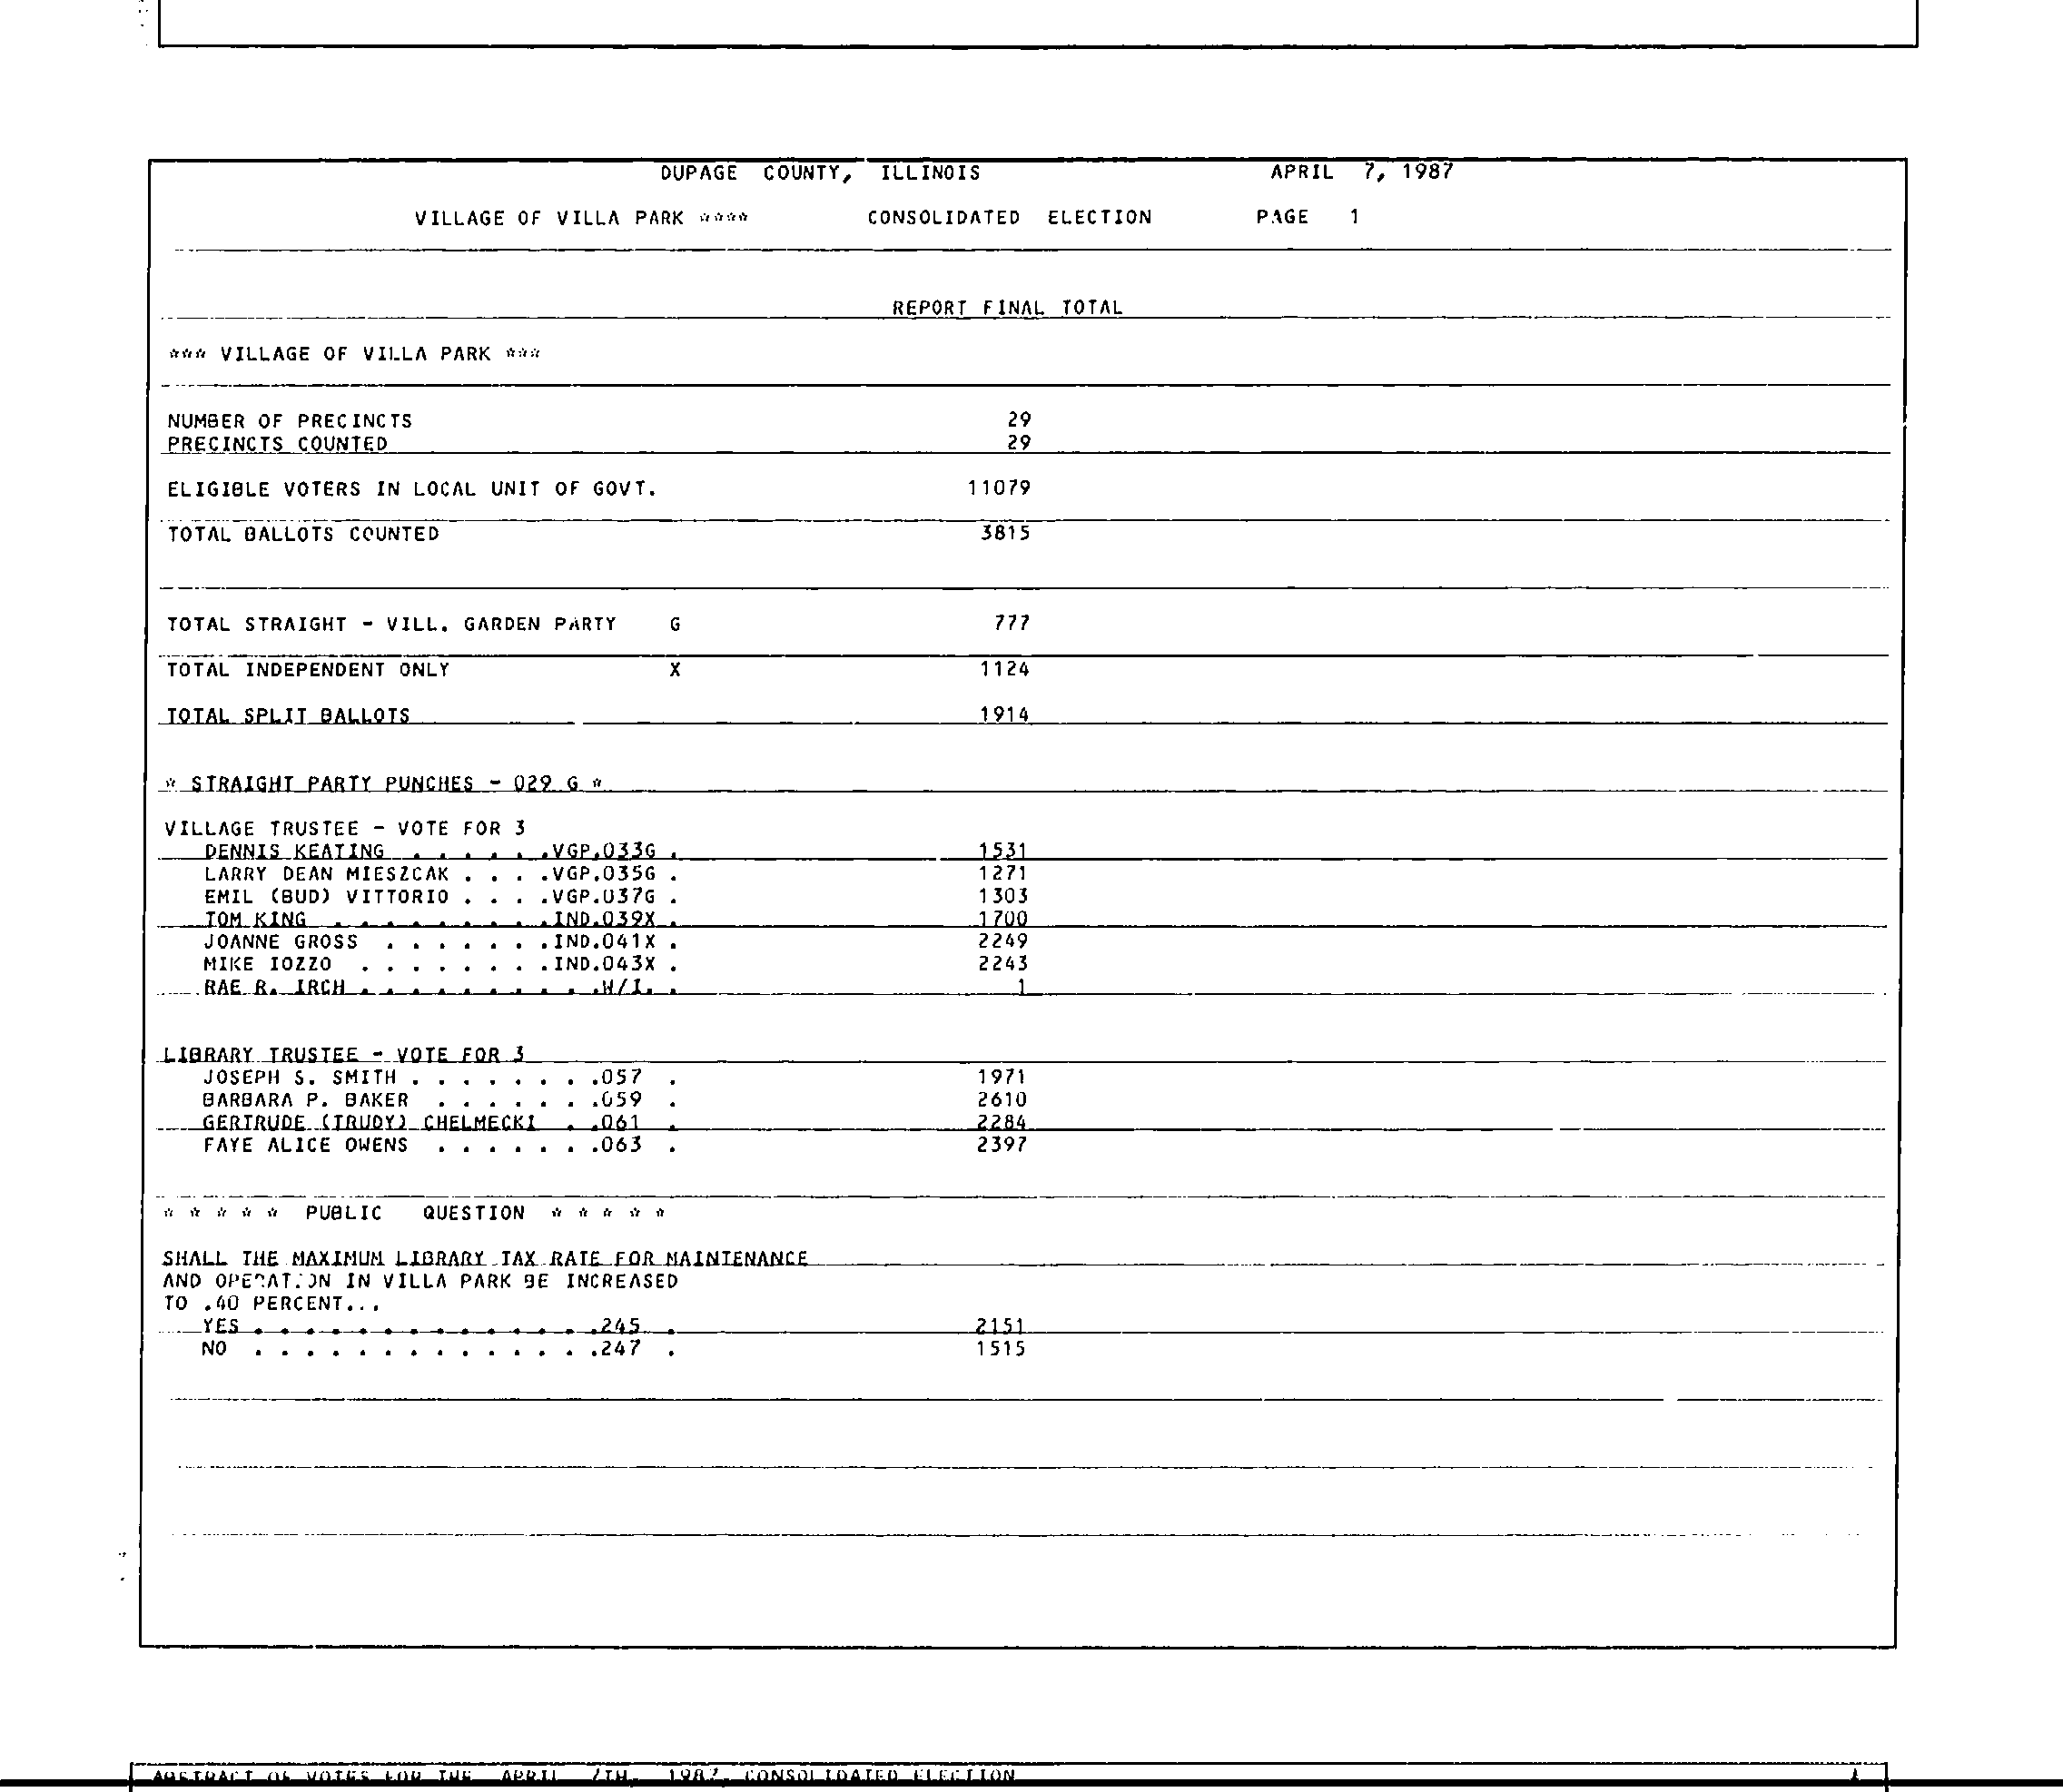 DUPAGE COUNTY, ILLINOIS APRIL 7, 1987
VILLAGE OF VILLA PARK **** CONSOLIDATED ELECTION PAGE 1
REPORT FINAL TOTAL
*** VILLAGE OF VILLA PARK ***
NUMBER OF PRECINCTS 29
PRECINCTS COUNTED 29
ELIGIBLE VOTERS IN LOCAL UNIT OF GOVT. 11079
TOTAL BALLOTS COUNTED 3815
TOTAL STRAIGHT - VILL. GARDEN PARTY G 777
TOTAL INDEPENDENT ONLY X 1124
TOTAL SPLIT BALLOTS 1914
* STRAIGHT PARTY PUNCHES - 029 G *
VILLAGE TRUSTEE - VOTE FOR 3
DENNIS KEATING . . . . . .VGP.033G . 1531
LARRY DEAN MIESZCAK . . . .VGP.035G . 1271
EMIL (BUD) VITTORIO . . . .VGP.037G . 1303
TOM KING . . . . . . . . .IND.039X . 1700
JOANNE GROSS . . . . . . .IND.041X . 2249
MIKE IOZZO . . . . . . . .IND.043X . 2243
RAE R. IRCH . . . . . . . . . .W/I. . 1
LIBRARY TRUSTEE - VOTE FOR 3
JOSEPH S. SMITH . . . . . . . .057 . 1971
BARBARA P. BAKER . . . . . . .059 . 2610
GERTRUDE (TRUDY) CHELMECKI . .061 . 2284
FAYE ALICE OWENS . . . . . . .063 . 2397
* * * * * PUBLIC QUESTION * * * * *
SHALL THE MAXIMUM LIBRARY TAX RATE FOR MAINTENANCE
AND OPERATION IN VILLA PARK BE INCREASED
TO .40 PERCENT...
YES . . . . . . . . . . . . . .245 . 2151
NO . . . . . . . . . . . . . .247 . 1515
ABSTRACT OF VOTES FOR THE APRIL 7TH, 1987, CONSOLIDATED ELECTION